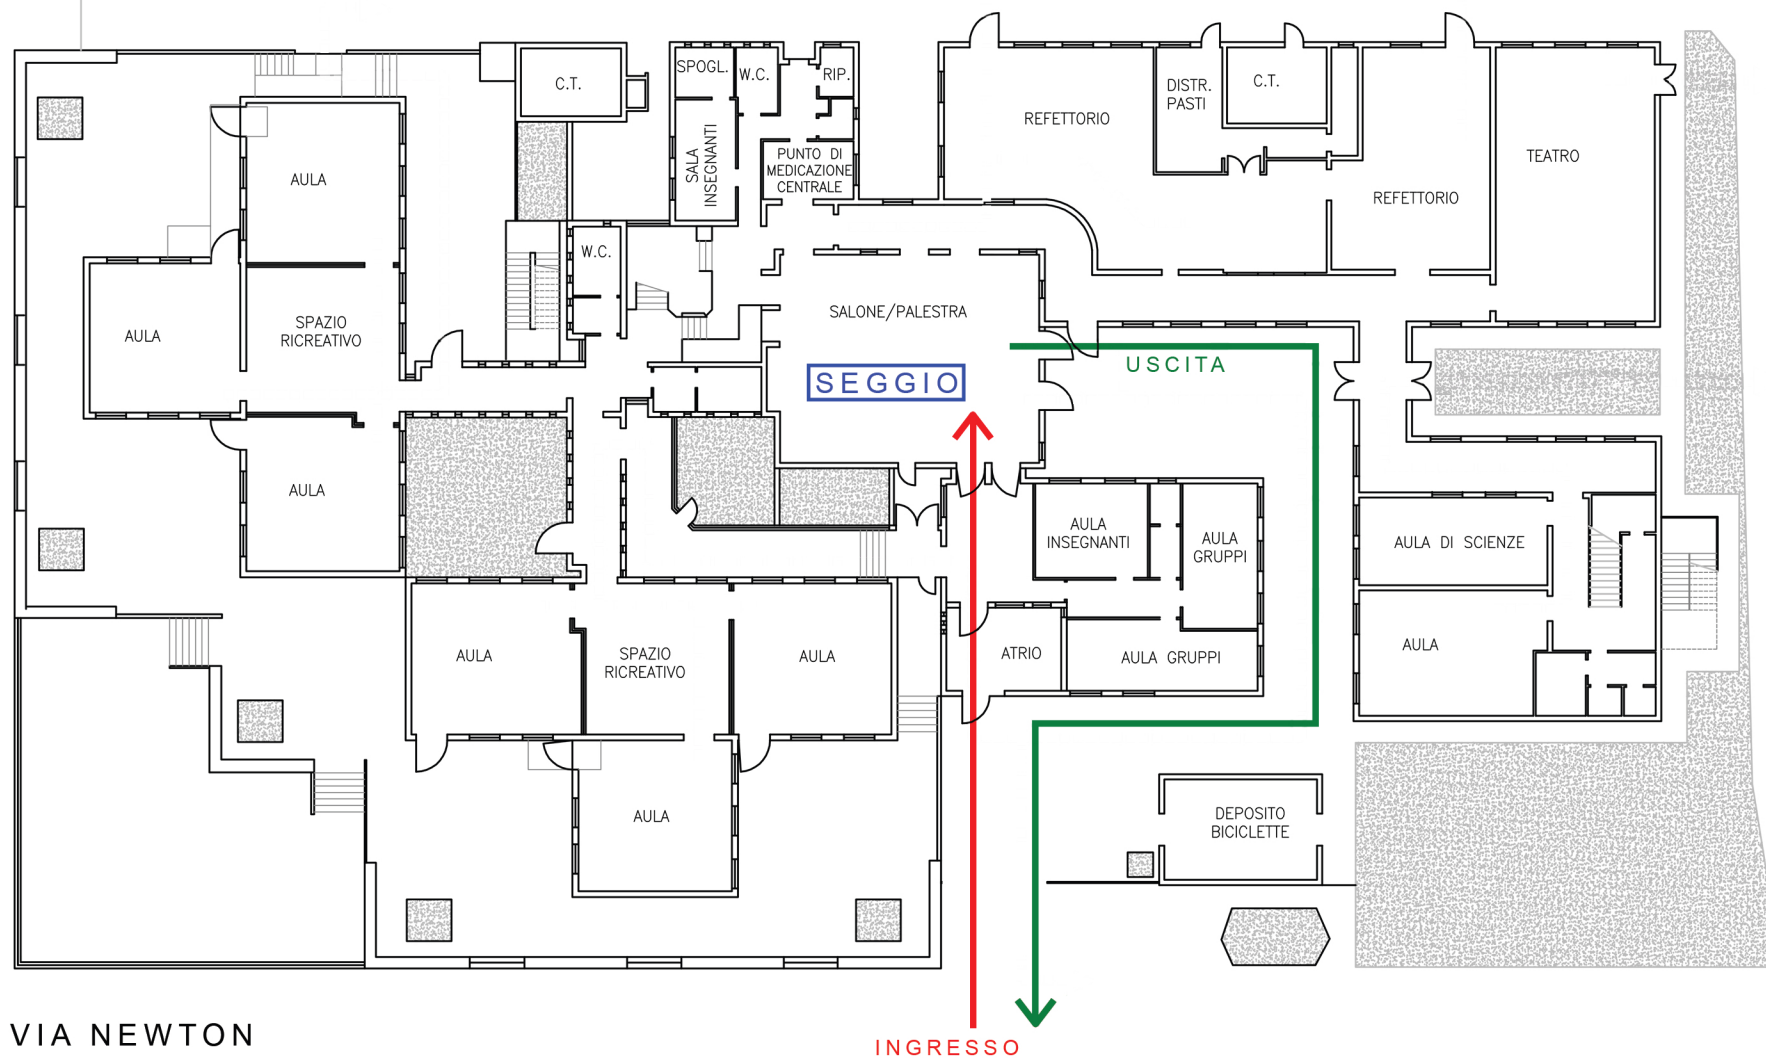 SPOGL.
W.C.
RIP.
C.T.
SALA
INSEGNANTI
PUNTO DI
MEDICAZIONE
CENTRALE
REFETTORIO
DISTR.
PASTI
C.T.
TEATRO
REFETTORIO
AULA
W.C.
AULA
SPAZIO
RICREATIVO
SALONE/PALESTRA
SEGGIO
USCITA
AULA
AULA
INSEGNANTI
AULA
GRUPPI
AULA DI SCIENZE
AULA
SPAZIO
RICREATIVO
AULA
ATRIO
AULA GRUPPI
AULA
AULA
DEPOSITO
BICICLETTE
VIA NEWTON
INGRESSO